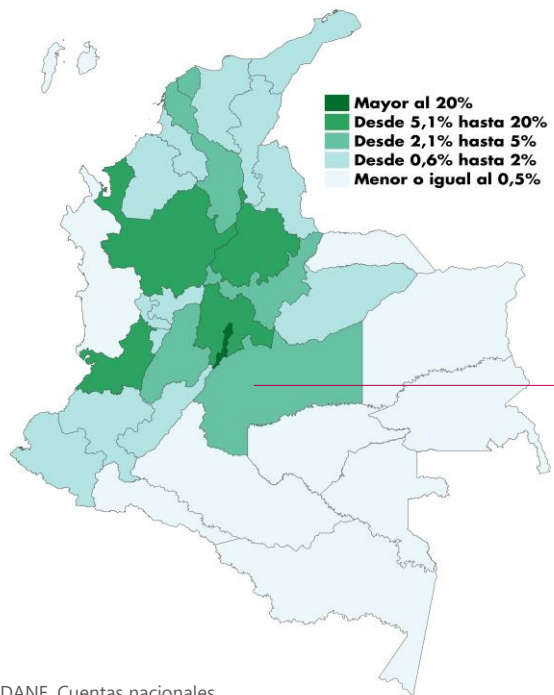 Mayor al 20%
Desde 5,1% hasta 20%
Desde 2,1% hasta 5%
Desde 0,6% hasta 2%
Menor o igual al 0,5%
DANE, Cuentas nacionales